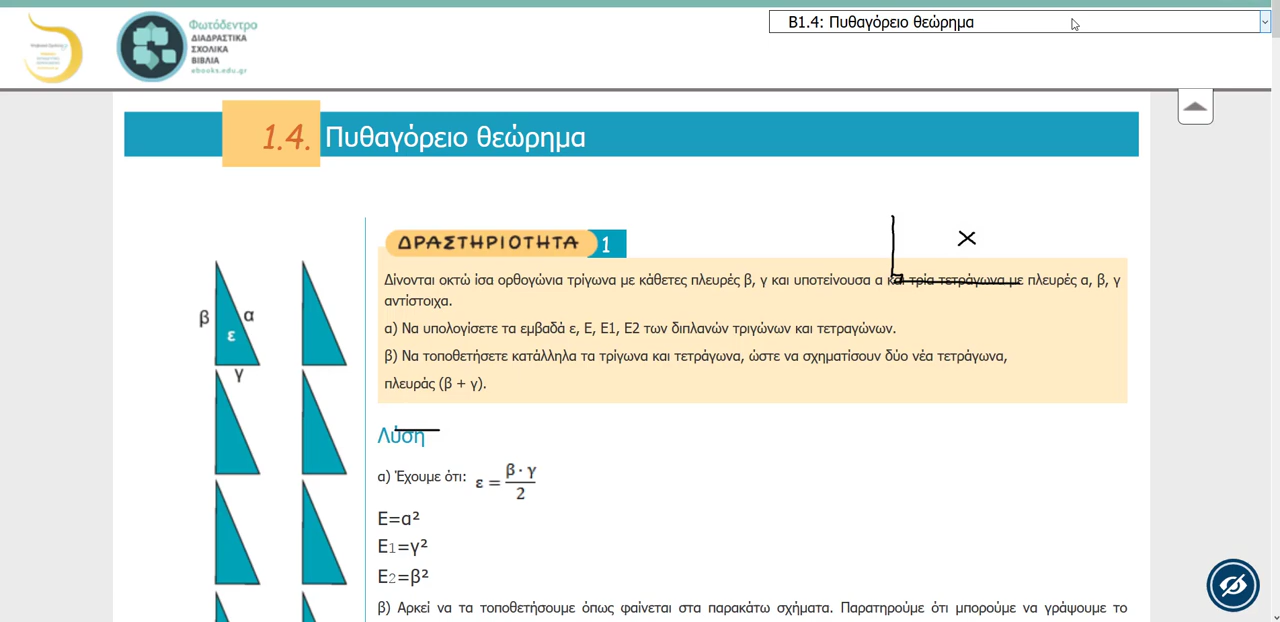 Φωτόδεντρο
ΔΙΑΔΡΑΣΤΙΚΑ
ΣΧΟΛΙΚΑ
ΒΙΒΛΙΑ
ebooks.edu.gr
B1.4: Πυθαγόρειο θεώρημα
1.4. Πυθαγόρειο θεώρημα
ΔΡΑΣΤΗΡΙΟΤΗΤΑ 1
Δίνονται οκτώ ίσα ορθογώνια τρίγωνα με κάθετες πλευρές β, γ και υποτείνουσα α και τρία τετράγωνα με πλευρές α, β, γ
αντίστοιχα.
α) Να υπολογίσετε τα εμβαδά ε, Ε, Ε1, Ε2 των διπλανών τριγώνων και τετραγώνων.
β) Να τοποθετήσετε κατάλληλα τα τρίγωνα και τετράγωνα, ώστε να σχηματίσουν δύο νέα τετράγωνα,
πλευράς (β + γ).
β
α
ε
γ
Λύση
α) Έχουμε ότι: ε = β · γ / 2
Ε=α²
Ε1=γ²
Ε2=β²
β) Αρκεί να τα τοποθετήσουμε όπως φαίνεται στα παρακάτω σχήματα. Παρατηρούμε ότι μπορούμε να γράψουμε το